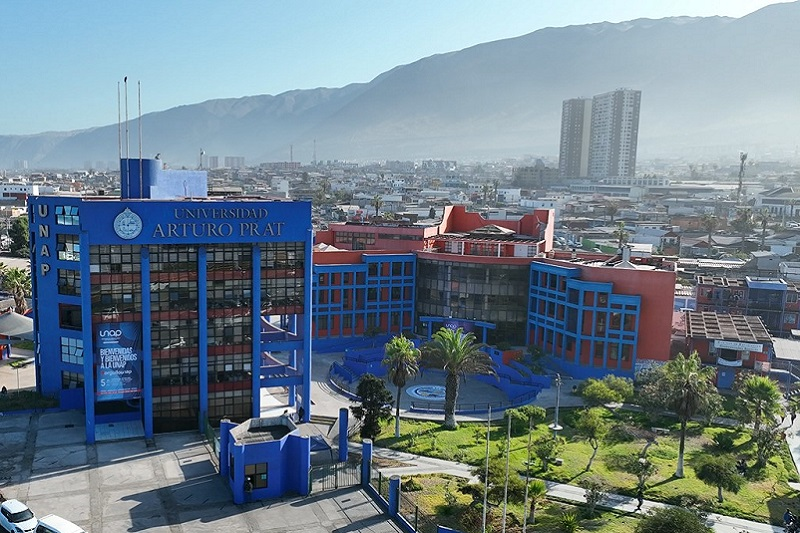 UNAP
UNIVERSIDAD
ARTURO PRAT
unap
BIENVENIDAS
Y BIENVENIDOS
A LA UNAP